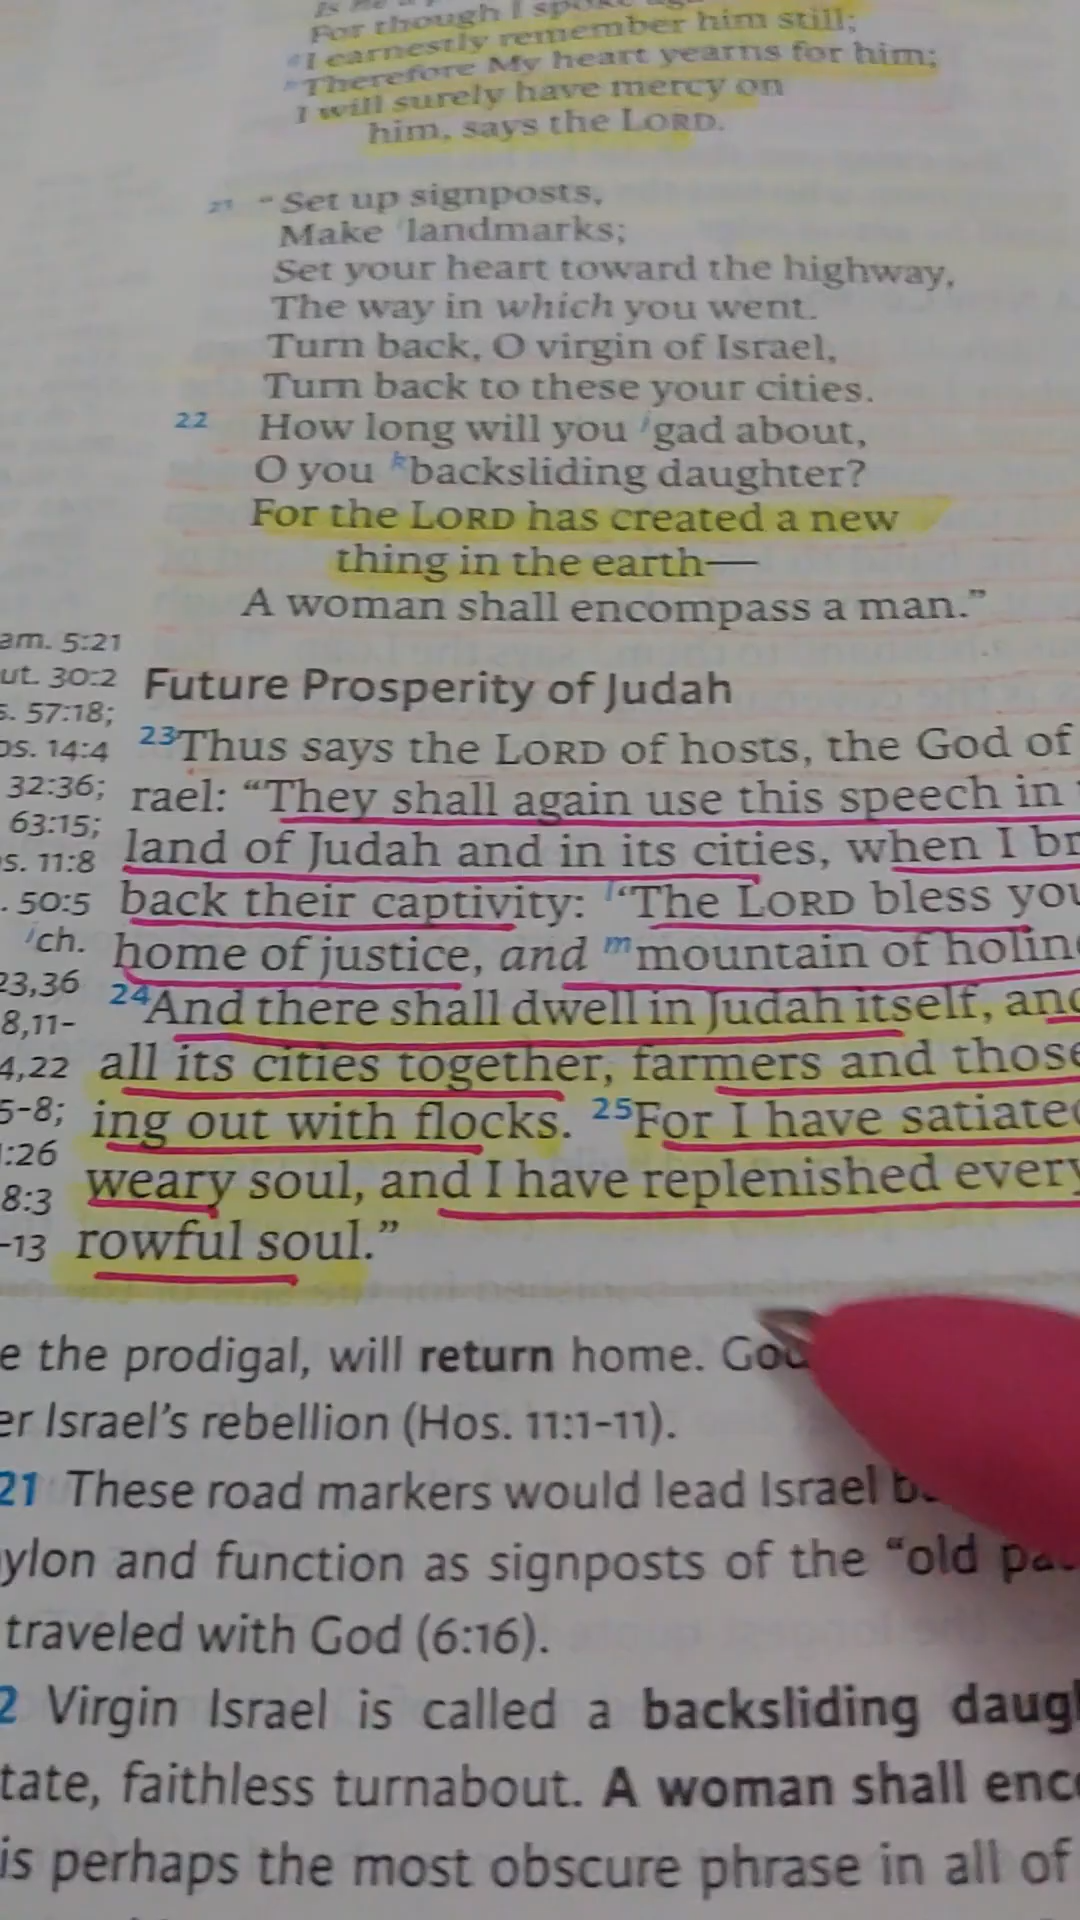 For though I spoke
I earnestly remember him still;
Therefore My heart yearns for him;
I will surely have mercy on
him, says the LORD.
21 "Set up signposts,
Make landmarks;
Set your heart toward the highway,
The way in which you went.
Turn back, O virgin of Israel,
Turn back to these your cities.
22 How long will you jgad about,
O you kbacksliding daughter?
For the LORD has created a new
thing in the earth—
A woman shall encompass a man."
am. 5:21
ut. 30:2
s. 57:18;
os. 14:4
32:36;
63:15;
s. 11:8
. 50:5
jch.
23,36
8,11-
4,22
5-8;
:26
8:3
-13
Future Prosperity of Judah
23Thus says the LORD of hosts, the God of
rael: "They shall again use this speech in
land of Judah and in its cities, when I br
back their captivity: l'The LORD bless you
home of justice, and mmountain of holin
24And there shall dwell in Judah itself, and
all its cities together, farmers and those
ing out with flocks. 25For I have satiated
weary soul, and I have replenished every
rowful soul."
e the prodigal, will return home. God
er Israel's rebellion (Hos. 11:1–11).
21 These road markers would lead Israel
ylon and function as signposts of the "old
traveled with God (6:16).
2 Virgin Israel is called a backsliding daugh
tate, faithless turnabout. A woman shall enc
is perhaps the most obscure phrase in all of